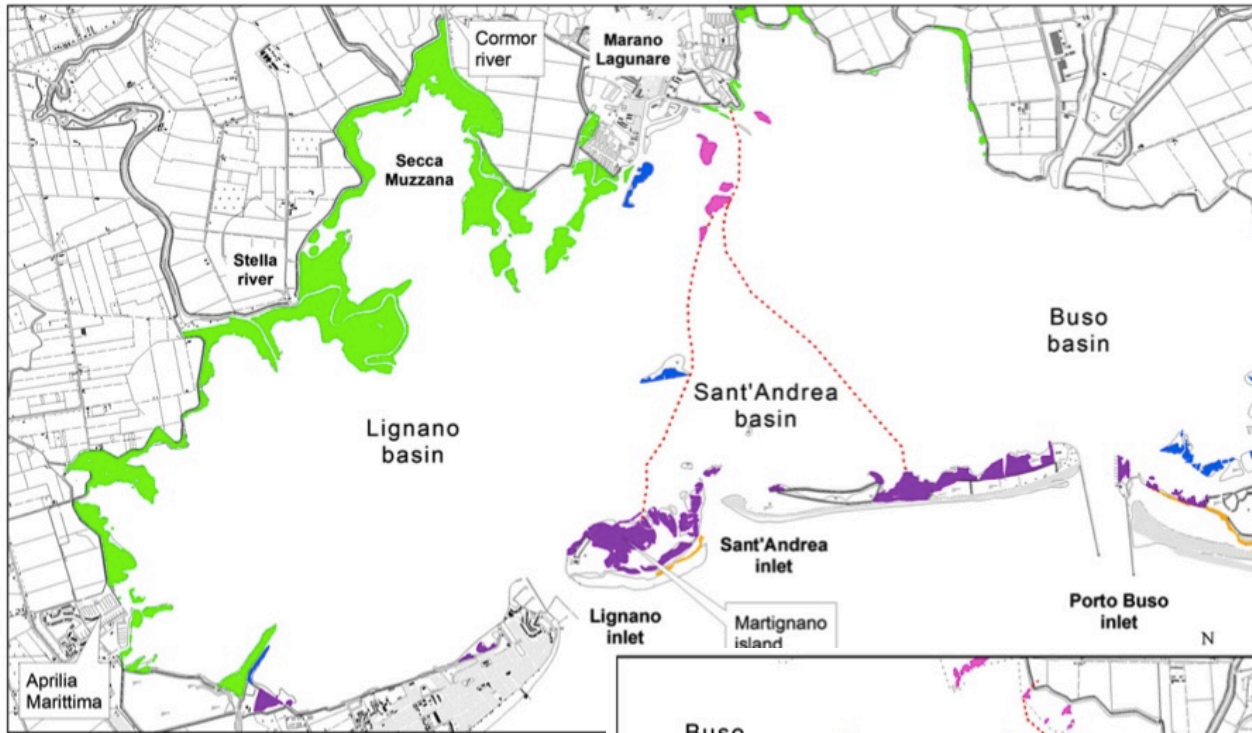 Cormor
river
Marano
Lagunare
Secca
Muzzana
Stella
river
Buso
basin
Sant'Andrea
basin
Lignano
basin
Sant'Andrea
inlet
Lignano
inlet
Martignano
island
Porto Buso
inlet
N
Aprilia
Marittima
Buso